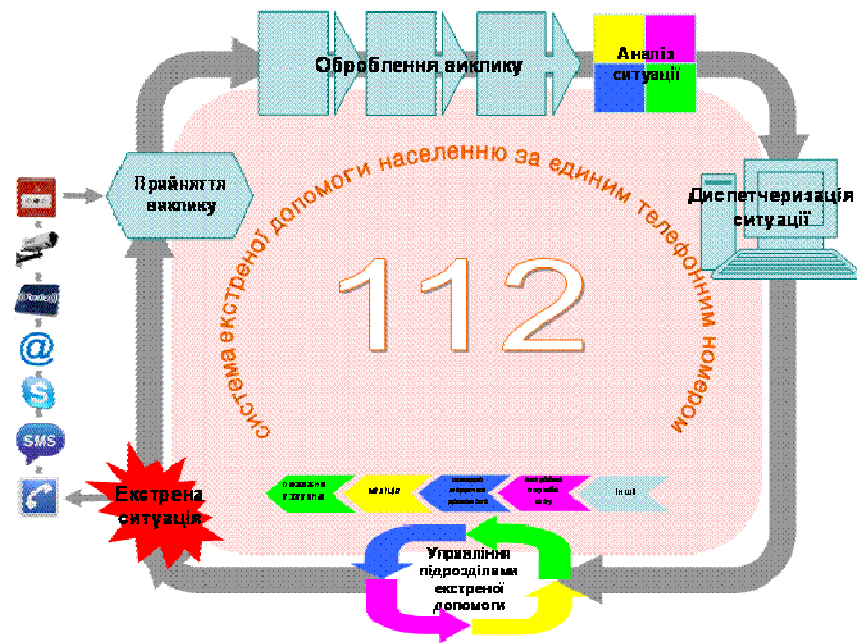 Оброблення виклику
Аналіз
ситуації
Прийняття
виклику
Диспетчеризація
ситуації
система екстреної допомоги населенню за єдиним телефонним номером
112
@
S
SMS
Екстрена
ситуація
інші
Управління
підрозділами
екстреної
допомоги